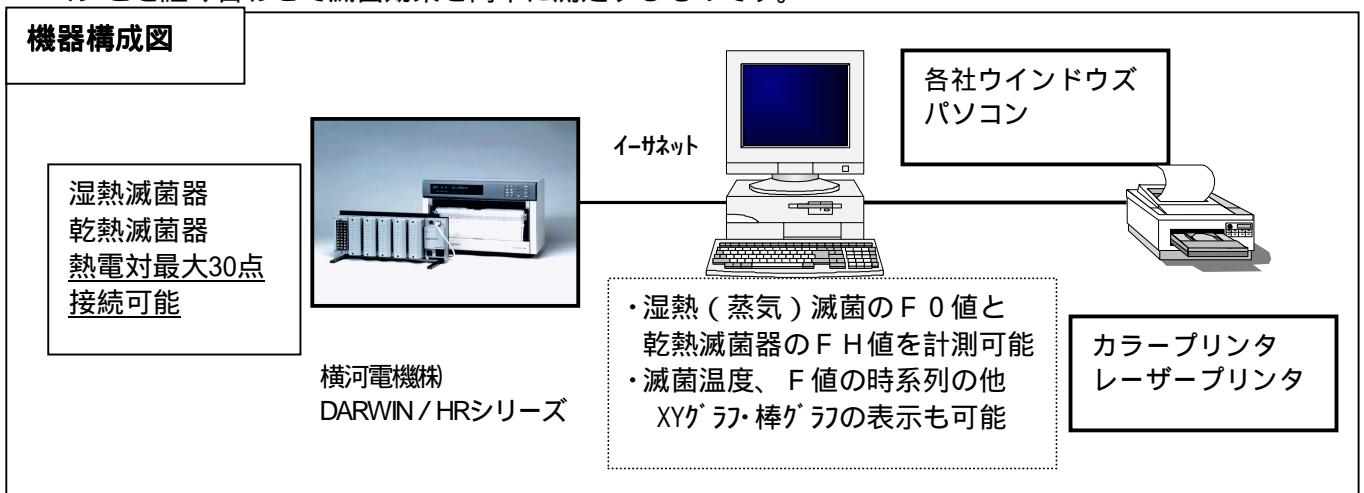 機器構成図
各社ウインドウズ
パソコン
イーサネット
湿熱滅菌器
乾熱滅菌器
熱電対最大30点
接続可能
・湿熱(蒸気)滅菌のF0値と
乾熱滅菌器のFH値を計測可能
・滅菌温度、F値の時系列の他
XYグラフ・棒グラフの表示も可能
カラープリンタ
レーザープリンタ
横河電機㈱
DARWIN/HRシリーズ